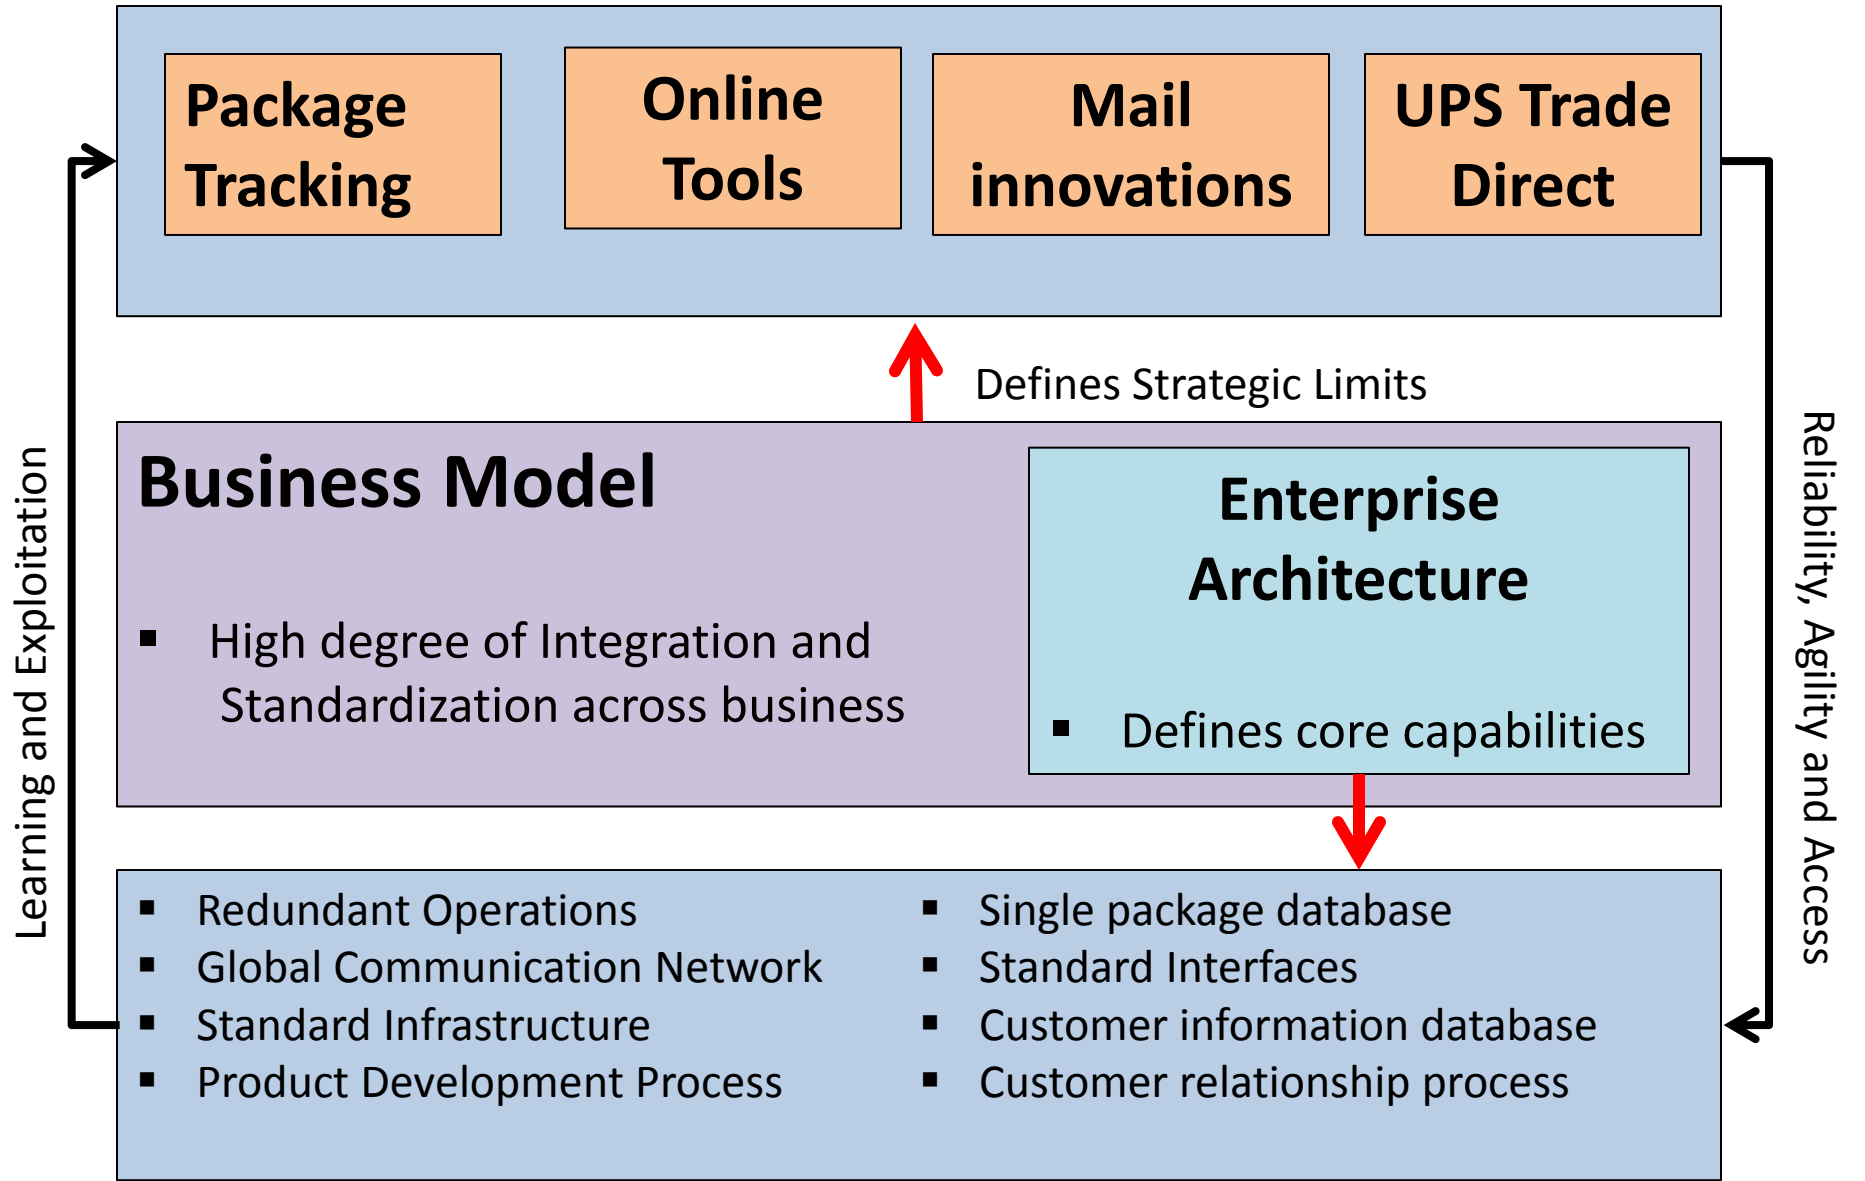 Package
Tracking
Online
Tools
Mail
innovations
UPS Trade
Direct
Defines Strategic Limits
Business Model
▪ High degree of Integration and
Standardization across business
Enterprise
Architecture
▪ Defines core capabilities
Learning and Exploitation
Reliability, Agility and Access
▪ Redundant Operations
▪ Global Communication Network
▪ Standard Infrastructure
▪ Product Development Process
▪ Single package database
▪ Standard Interfaces
▪ Customer information database
▪ Customer relationship process